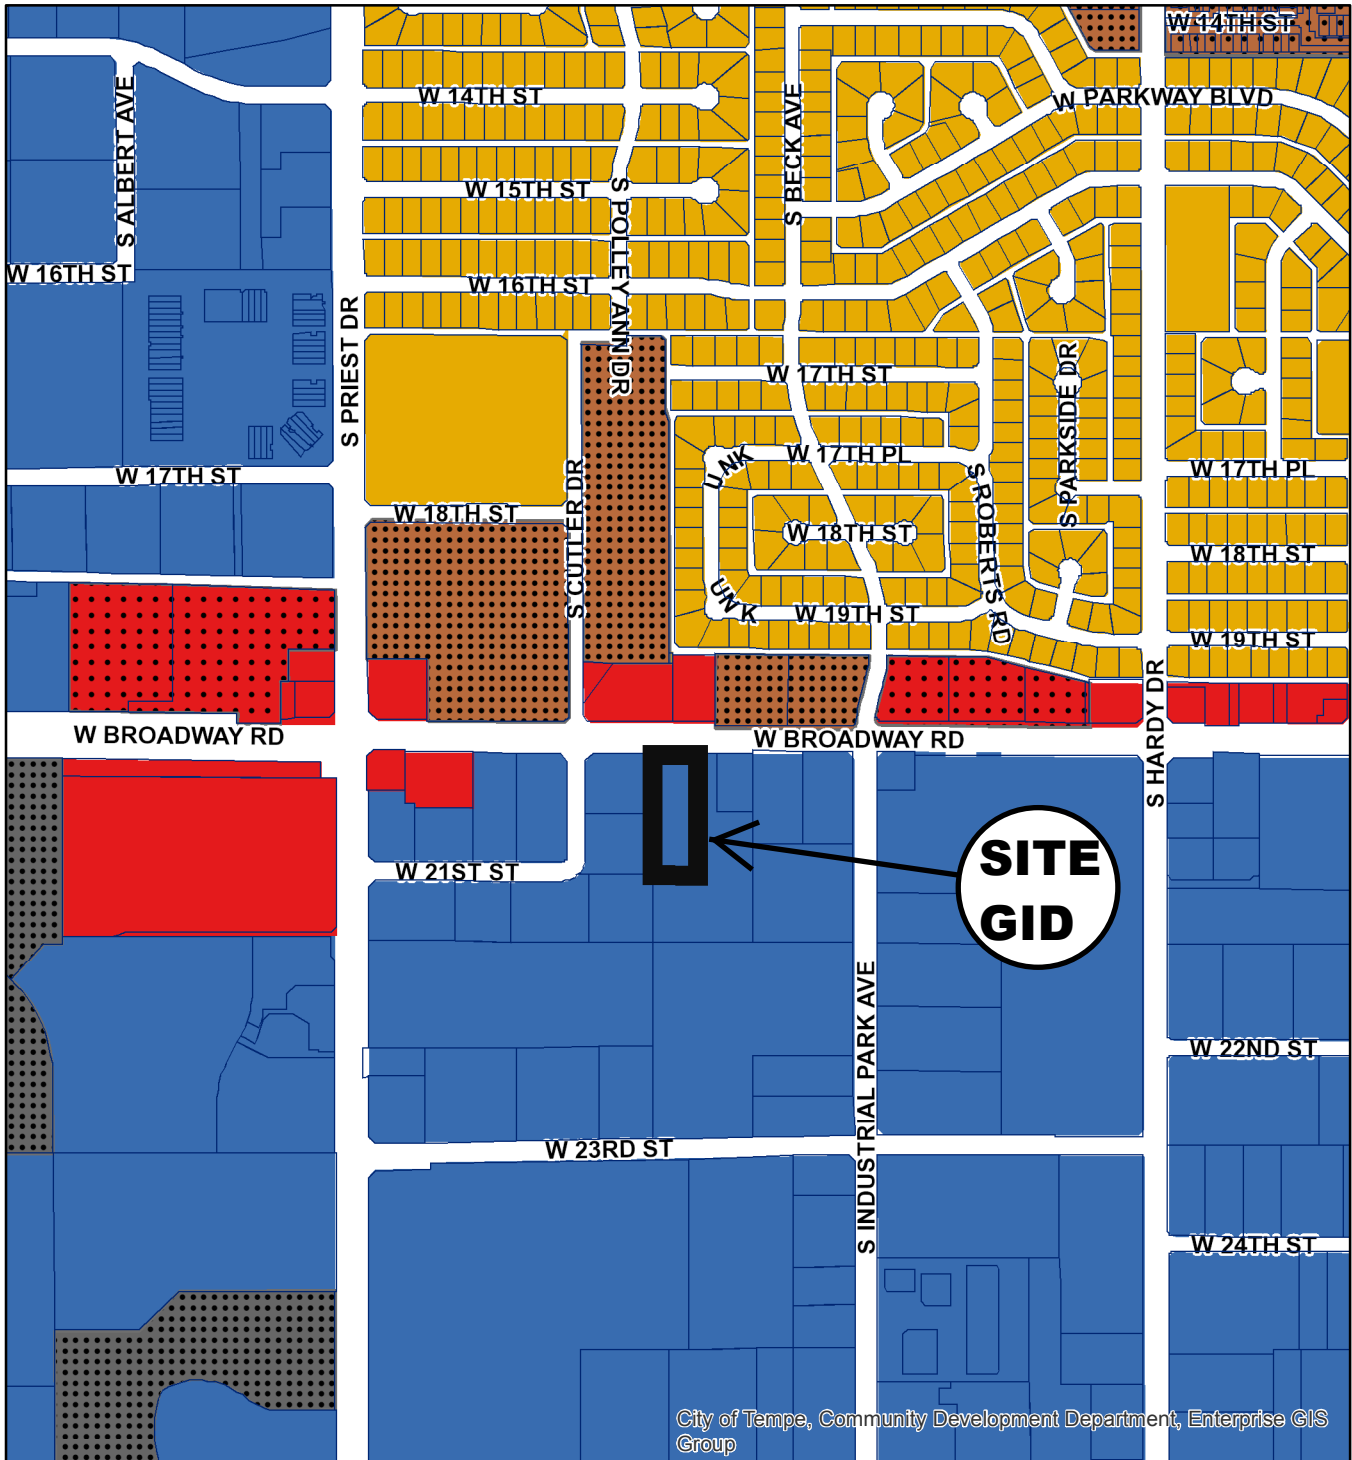 W 14TH ST
W PARKWAY BLVD
W 14TH ST
S ALBERT AVE
S BECK AVE
W 15TH ST
S POLLEY ANN DR
W 16TH ST
W 16TH ST
S PRIEST DR
W 17TH ST
S PARKSIDE DR
W 17TH PL
UNK
W 17TH PL
W 17TH ST
S ROBERTS RD
S CUTLER DR
W 18TH ST
W 18TH ST
W 18TH ST
UNK
W 19TH ST
W 19TH ST
S HARDY DR
W BROADWAY RD
W BROADWAY RD
SITE
GID
W 21ST ST
S INDUSTRIAL PARK AVE
W 22ND ST
W 23RD ST
W 24TH ST
City of Tempe, Community Development Department, Enterprise GIS
Group